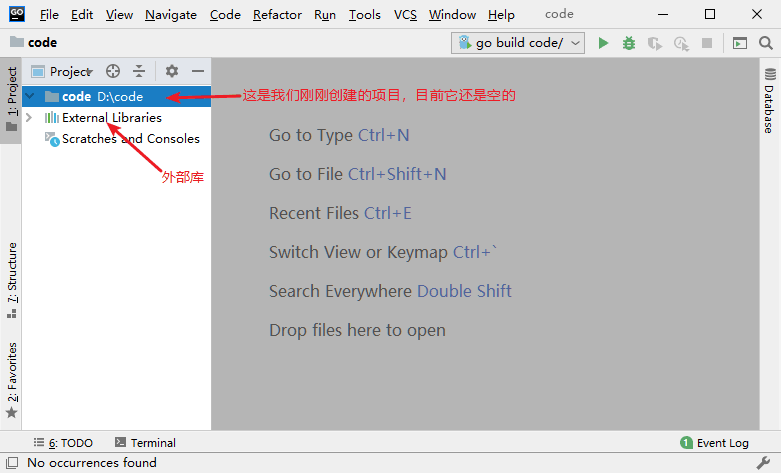 GO File Edit View Navigate Code Refactor Run Tools VCS Window Help code
code go build code/
Project
code D:\code
这是我们刚刚创建的项目，目前它还是空的
External Libraries
Scratches and Consoles
外部库
Go to Type Ctrl+N
Go to File Ctrl+Shift+N
Recent Files Ctrl+E
Switch View or Keymap Ctrl+`
Search Everywhere Double Shift
Drop files here to open
1: Project
7: Structure
2: Favorites
Database
6: TODO Terminal 1 Event Log
No occurrences found